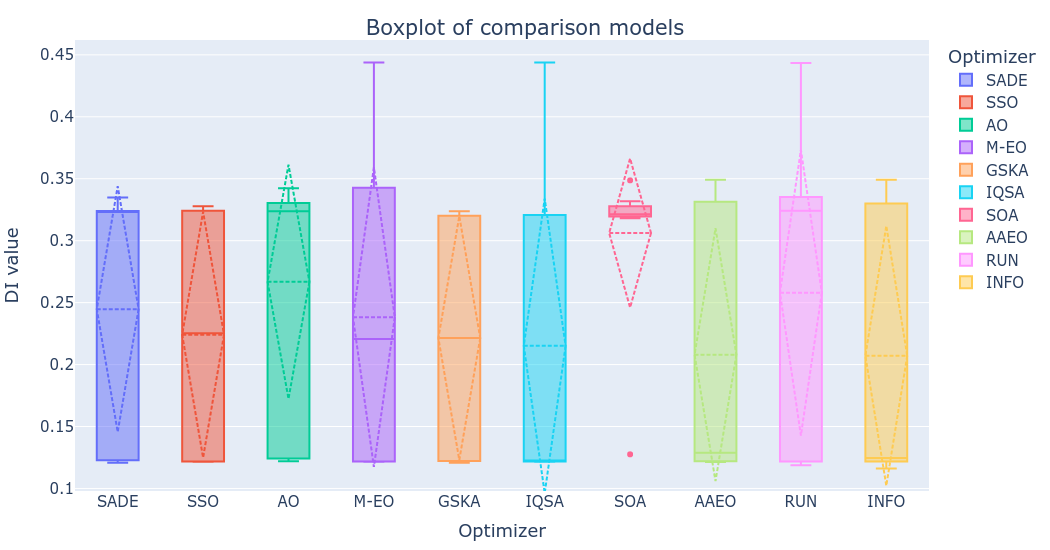 Boxplot of comparison models
DI value
0.45
0.4
0.35
0.3
0.25
0.2
0.15
0.1
SADE SSO AO M-EO GSKA IQSA SOA AAEO RUN INFO
Optimizer
Optimizer
SADE
SSO
AO
M-EO
GSKA
IQSA
SOA
AAEO
RUN
INFO